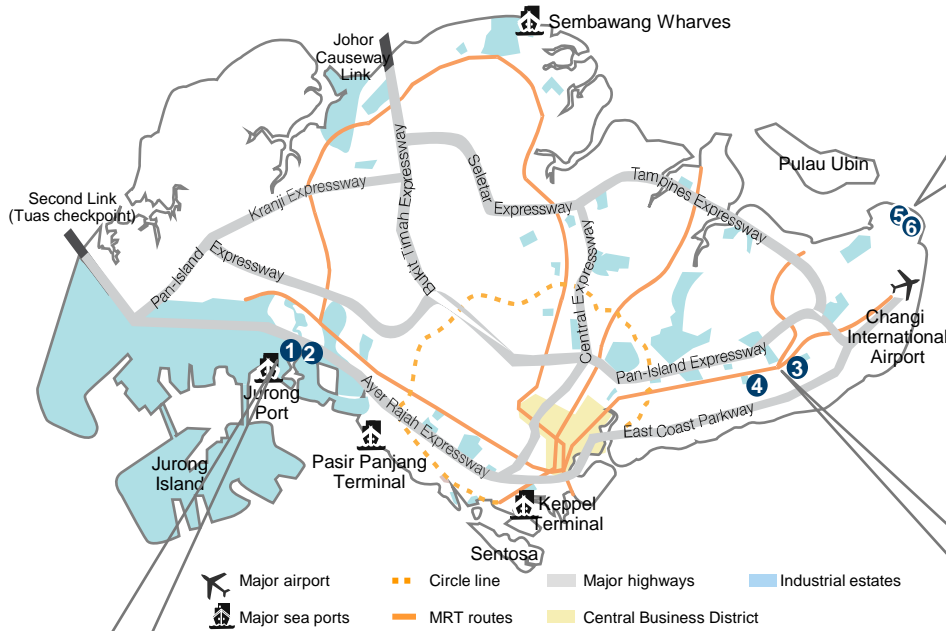 Sembawang Wharves
Johor
Causeway
Link
Pulau Ubin
Second Link
(Tuas checkpoint)
Kranji Expressway
Bukit Timah Expressway
Seletar
Expressway
Tampines Expressway
5
6
Pan-Island
Expressway
Central Expressway
Changi
International
Airport
1
2
Pan-Island Expressway
3
4
Jurong
Port
Ayer Rajah Expressway
East Coast Parkway
Jurong
Island
Pasir Panjang
Terminal
Keppel
Terminal
Sentosa
Major airport
Circle line
Major highways
Industrial estates
Major sea ports
MRT routes
Central Business District